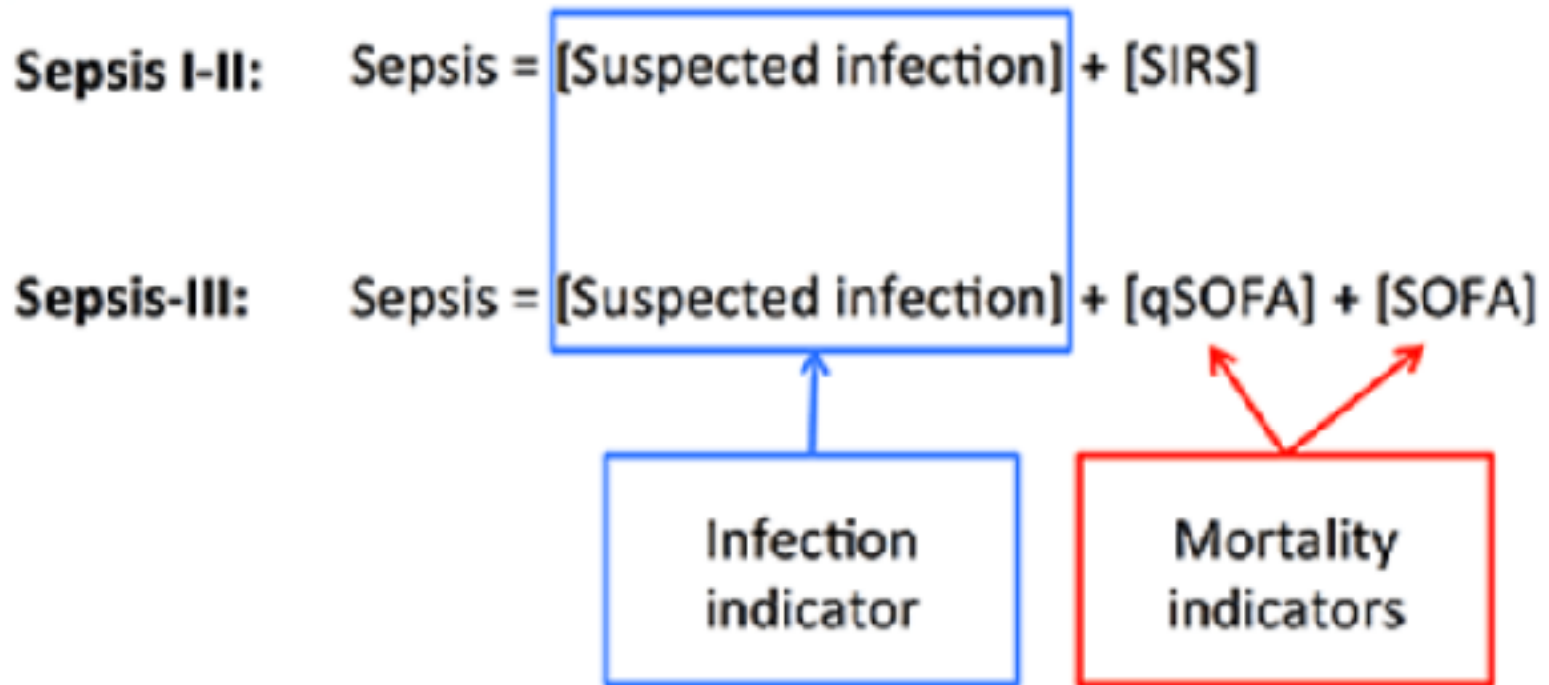 Sepsis I-II: Sepsis = [Suspected infection] + [SIRS]
Sepsis-III: Sepsis = [Suspected infection] + [qSOFA] + [SOFA]
Infection
indicator
Mortality
indicators